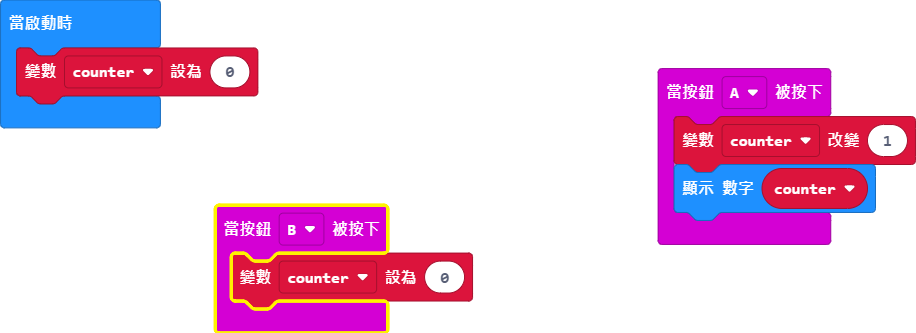 當啟動時
變數 counter 設為 0
當按鈕 A 被按下
變數 counter 改變 1
顯示 數字 counter
當按鈕 B 被按下
變數 counter 設為 0